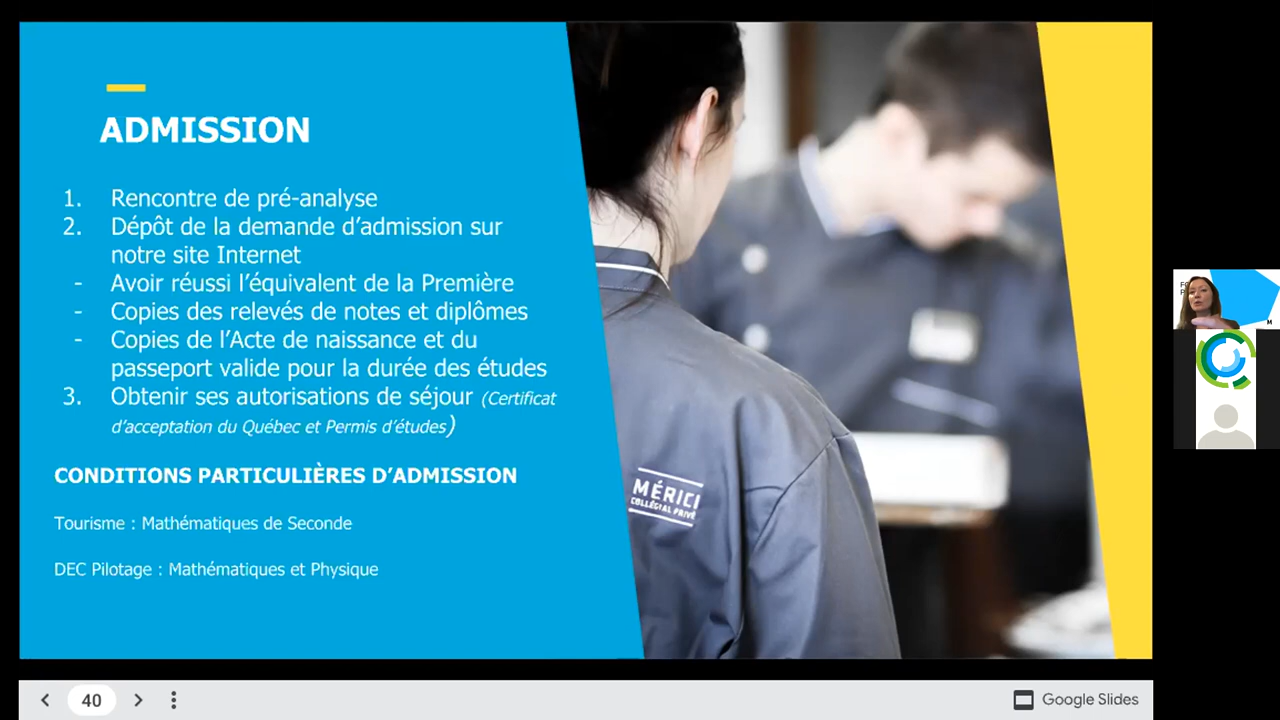 ADMISSION
1. Rencontre de pré-analyse
2. Dépôt de la demande d'admission sur
notre site Internet
- Avoir réussi l'équivalent de la Première
- Copies des relevés de notes et diplômes
- Copies de l'Acte de naissance et du
passeport valide pour la durée des études
3. Obtenir ses autorisations de séjour (Certificat
d'acceptation du Québec et Permis d'études)
CONDITIONS PARTICULIÈRES D'ADMISSION
Tourisme : Mathématiques de Seconde
DEC Pilotage : Mathématiques et Physique
MÉRICI
COLLÉGIAL PRIVÉ
40
Google Slides